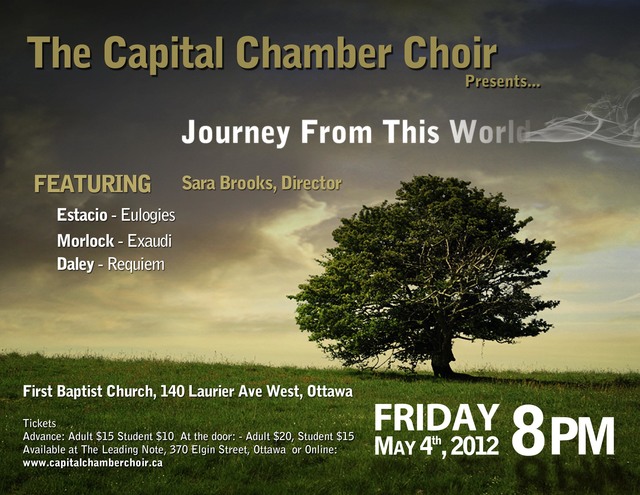 The Capital Chamber Choir
Presents...
Journey From This World
FEATURING Sara Brooks, Director
Estacio - Eulogies
Morlock - Exaudi
Daley - Requiem
First Baptist Church, 140 Laurier Ave West, Ottawa
Tickets
Advance: Adult $15 Student $10 At the door: - Adult $20, Student $15
Available at The Leading Note, 370 Elgin Street, Ottawa or Online:
www.capitalchamberchoir.ca
FRIDAY
MAY 4th, 2012
8PM